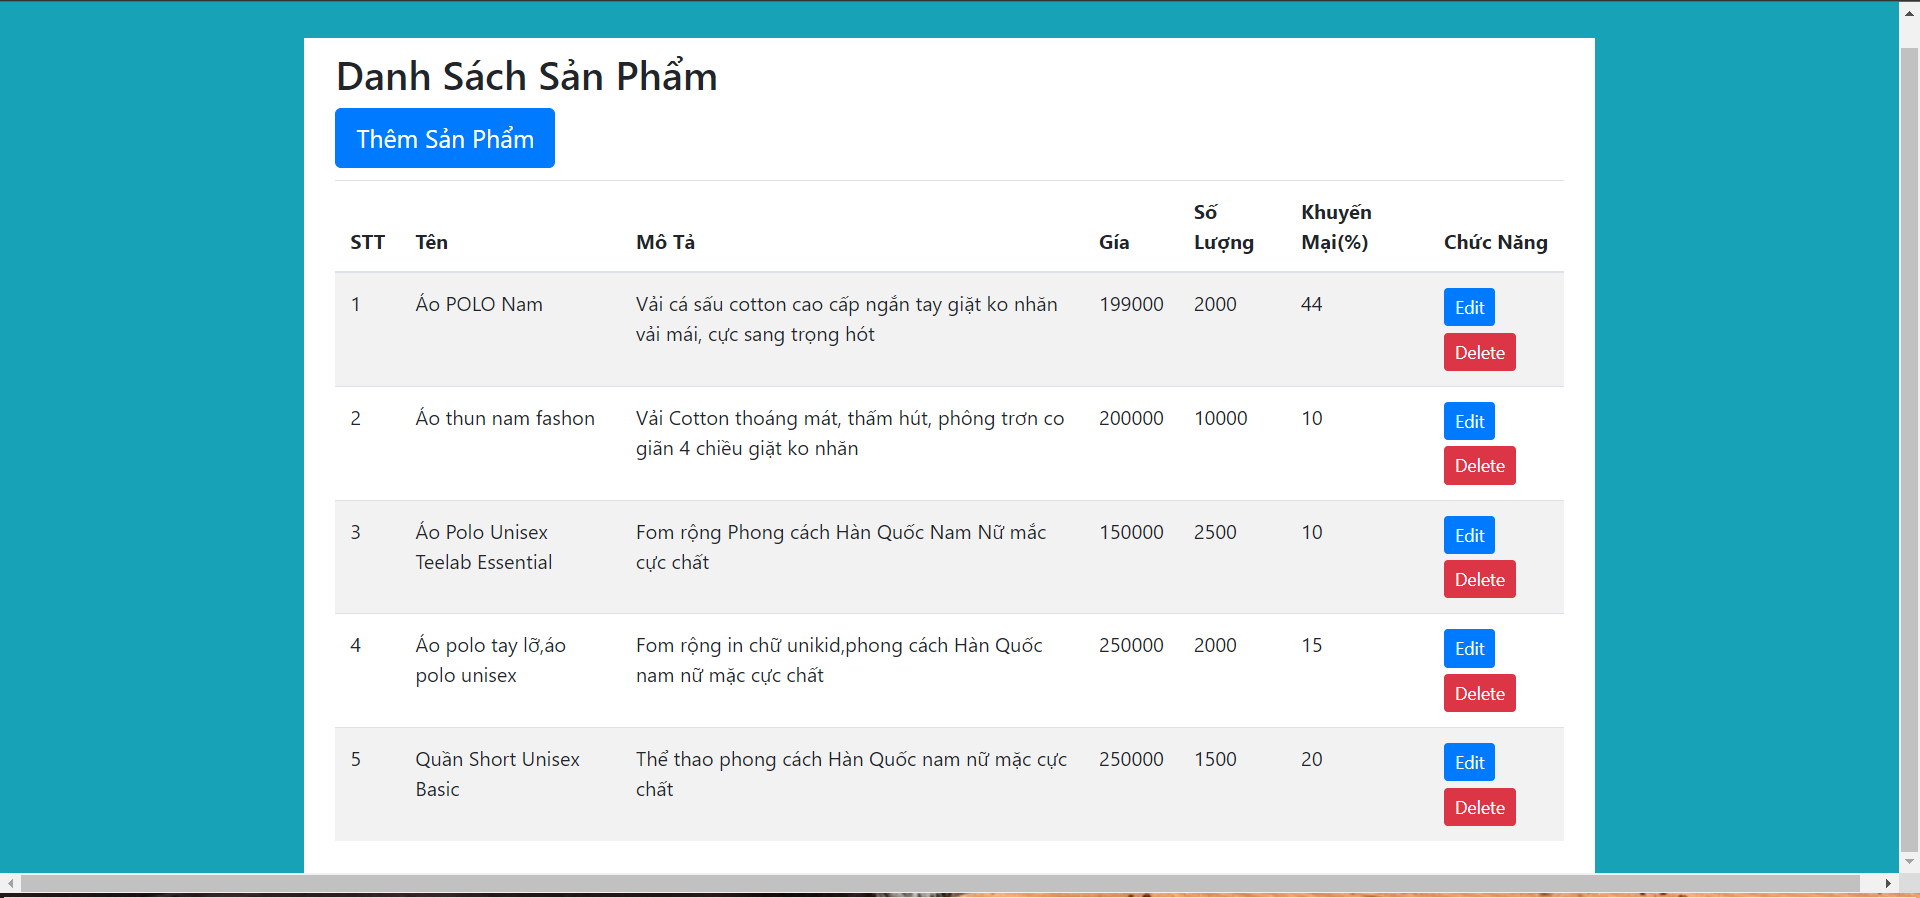 Danh Sách Sản Phẩm
Thêm Sản Phẩm
STT Tên Mô Tả Gía Số Lượng Khuyến Mại(%) Chức Năng
1 Áo POLO Nam Vải cá sấu cotton cao cấp ngắn tay giặt ko nhăn 199000 2000 44 Edit
vải mái, cực sang trọng hót
Delete
2 Áo thun nam fashon Vải Cotton thoáng mát, thấm hút, phông trơn co 200000 10000 10 Edit
giãn 4 chiều giặt ko nhăn
Delete
3 Áo Polo Unisex Fom rộng Phong cách Hàn Quốc Nam Nữ mắc 150000 2500 10 Edit
Teelab Essential cực chất
Delete
4 Áo polo tay lỡ,áo Fom rộng in chữ unikid,phong cách Hàn Quốc 250000 2000 15 Edit
polo unisex nam nữ mặc cực chất
Delete
5 Quần Short Unisex Thể thao phong cách Hàn Quốc nam nữ mặc cực 250000 1500 20 Edit
Basic chất
Delete